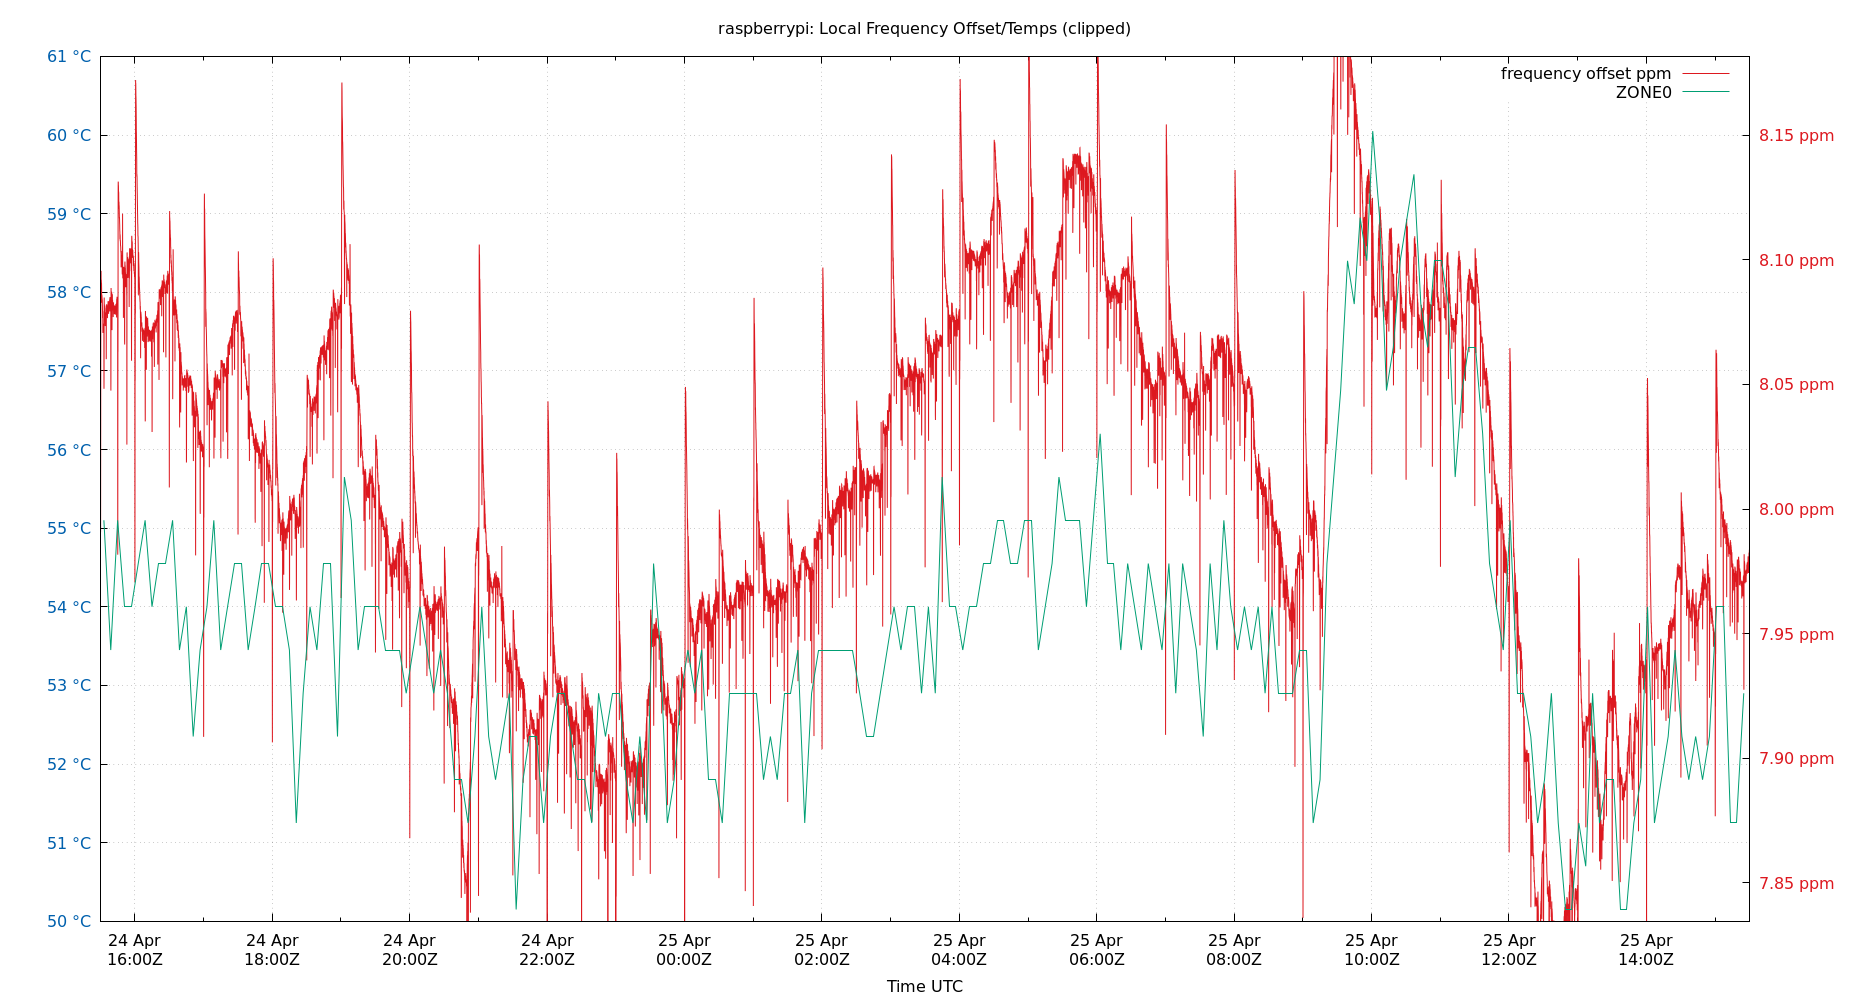 raspberrypi: Local Frequency Offset/Temps (clipped)
61 °C
60 °C
59 °C
58 °C
57 °C
56 °C
55 °C
54 °C
53 °C
52 °C
51 °C
50 °C
frequency offset ppm
ZONE0
8.15 ppm
8.10 ppm
8.05 ppm
8.00 ppm
7.95 ppm
7.90 ppm
7.85 ppm
24 Apr 24 Apr 24 Apr 24 Apr 25 Apr 25 Apr 25 Apr 25 Apr 25 Apr 25 Apr 25 Apr 25 Apr
16:00Z 18:00Z 20:00Z 22:00Z 00:00Z 02:00Z 04:00Z 06:00Z 08:00Z 10:00Z 12:00Z 14:00Z
Time UTC